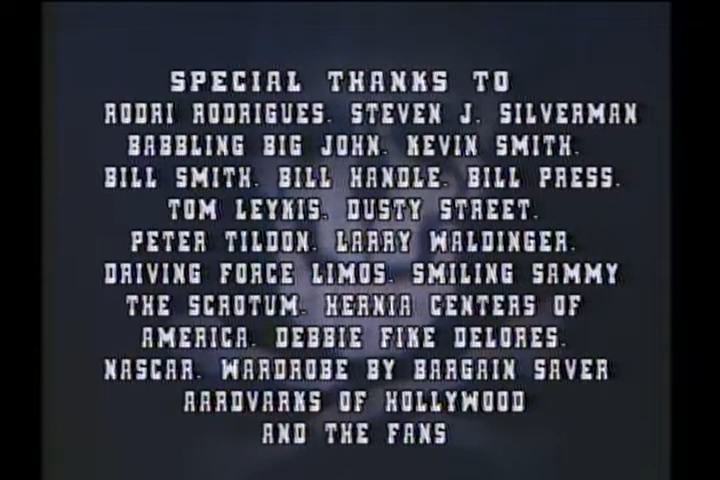 SPECIAL THANKS TO
RODRI RODRIGUES. STEVEN J. SILVERMAN
BABBLING BIG JOHN. KEVIN SMITH.
BILL SMITH. BILL HANDLE. BILL PRESS.
TOM LEYKIS. DUSTY STREET.
PETER TILDON. LARRY WALDINGER.
DRIVING FORCE LIMOS. SMILING SAMMY
THE SCROTUM. HERNIA CENTERS OF
AMERICA. DEBBIE FIKE DELORES.
NASCAR. WARDROBE BY BARGAIN SAVER
AARDVARKS OF HOLLYWOOD
AND THE FANS